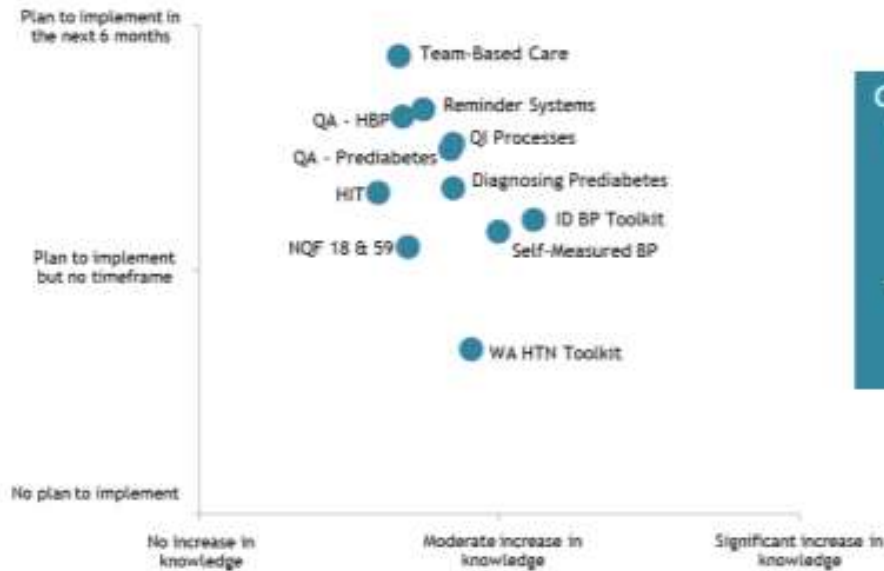 Plan to implement in
the next 6 months
Team-Based Care
Reminder Systems
QA - HBP
QI Processes
QA - Prediabetes
Diagnosing Prediabetes
HIT
ID BP Toolkit
NQF 18 & 59
Self-Measured BP
Plan to implement
but no timeframe
WA HTN Toolkit
No plan to implement
No increase in
knowledge
Moderate increase in
knowledge
Significant increase in
knowledge